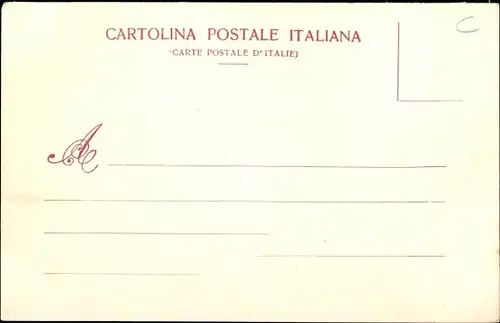 CARTOLINA POSTALE ITALIANA
(CARTE POSTALE D'ITALIE)
C
A